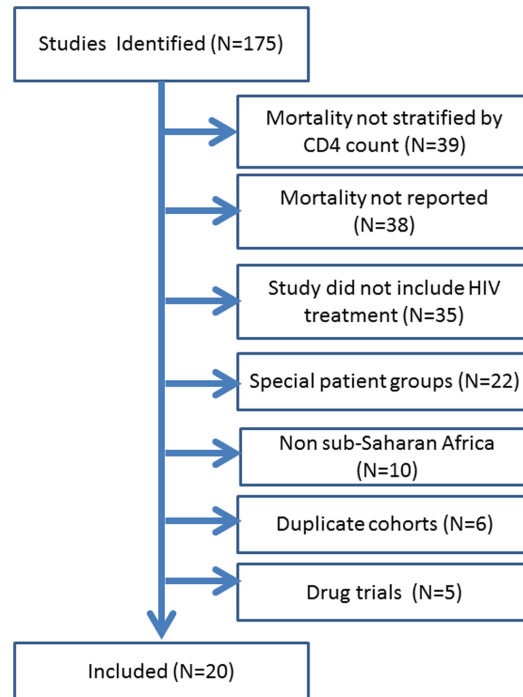 Studies Identified (N=175)
Mortality not stratified by
CD4 count (N=39)
Mortality not reported
(N=38)
Study did not include HIV
treatment (N=35)
Special patient groups (N=22)
Non sub-Saharan Africa
(N=10)
Duplicate cohorts (N=6)
Drug trials (N=5)
Included (N=20)